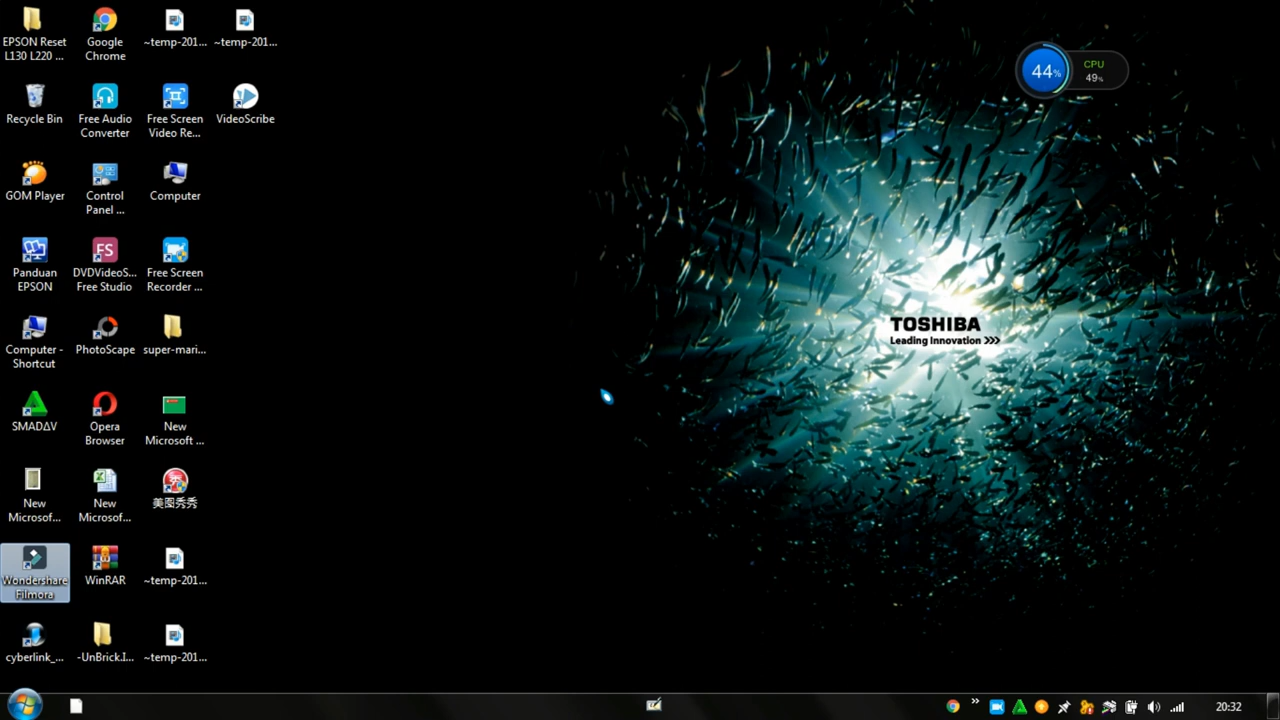 EPSON Reset
L130 L220 ...
Google
Chrome
~temp-201...
~temp-201...
Recycle Bin
Free Audio
Converter
Free Screen
Video Re...
VideoScribe
GOM Player
Control
Panel ...
Computer
Panduan
EPSON
FS
DVDVideoS...
Free Studio
Free Screen
Recorder ...
Computer -
Shortcut
PhotoScape
super-mari...
SMADΔV
Opera
Browser
New
Microsoft ...
New
Microsof...
New
Microsof...
美图秀秀
Wondershare
Filmora
WinRAR
~temp-201...
cyberlink_...
-UnBrick.I...
~temp-201...
44%
CPU
49%
TOSHIBA
Leading Innovation >>>
20:32